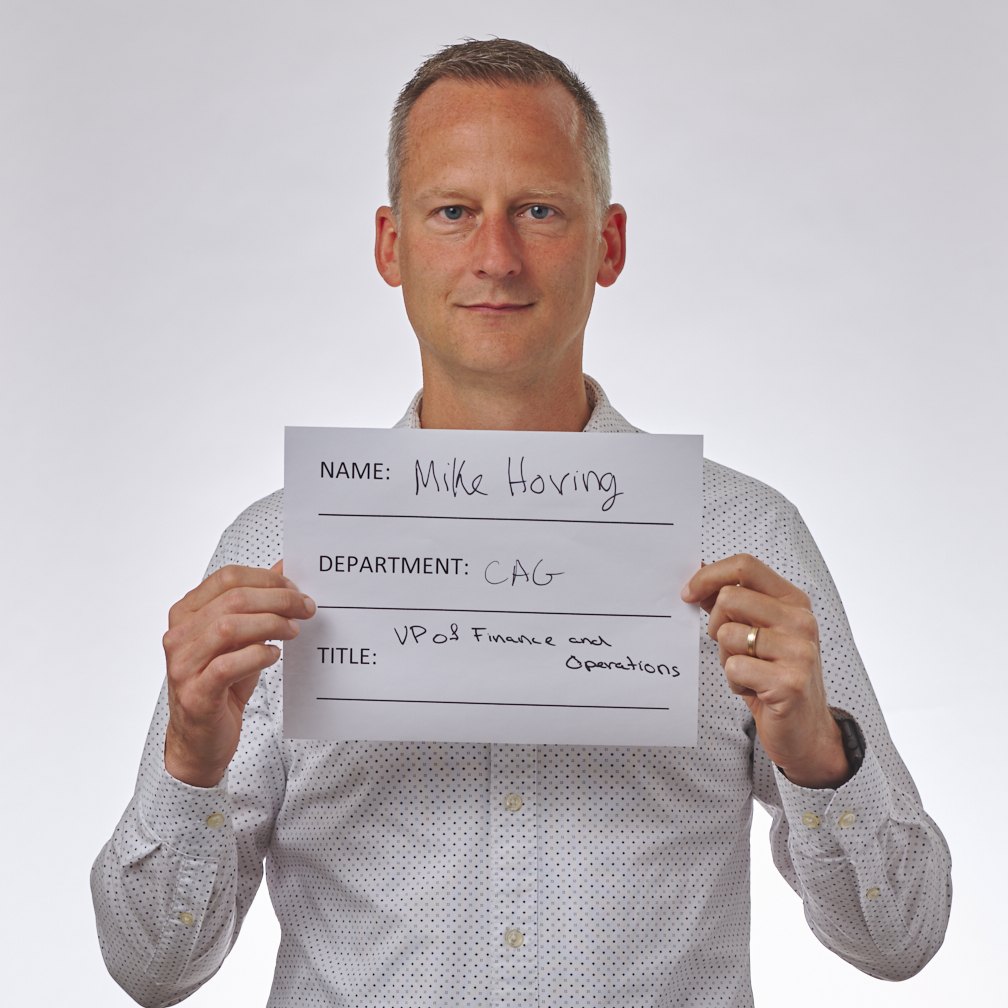 NAME: Mike Hoving
DEPARTMENT: CAG
TITLE: VP of Finance and
Operations